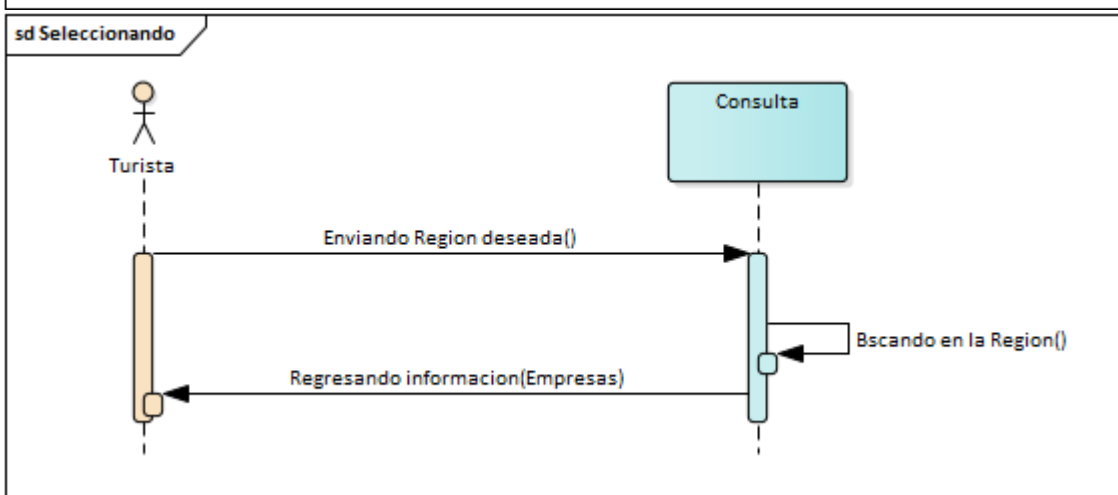 sd Seleccionando
Turista
Consulta
Enviando Region deseada()
Bscando en la Region()
Regresando informacion(Empresas)